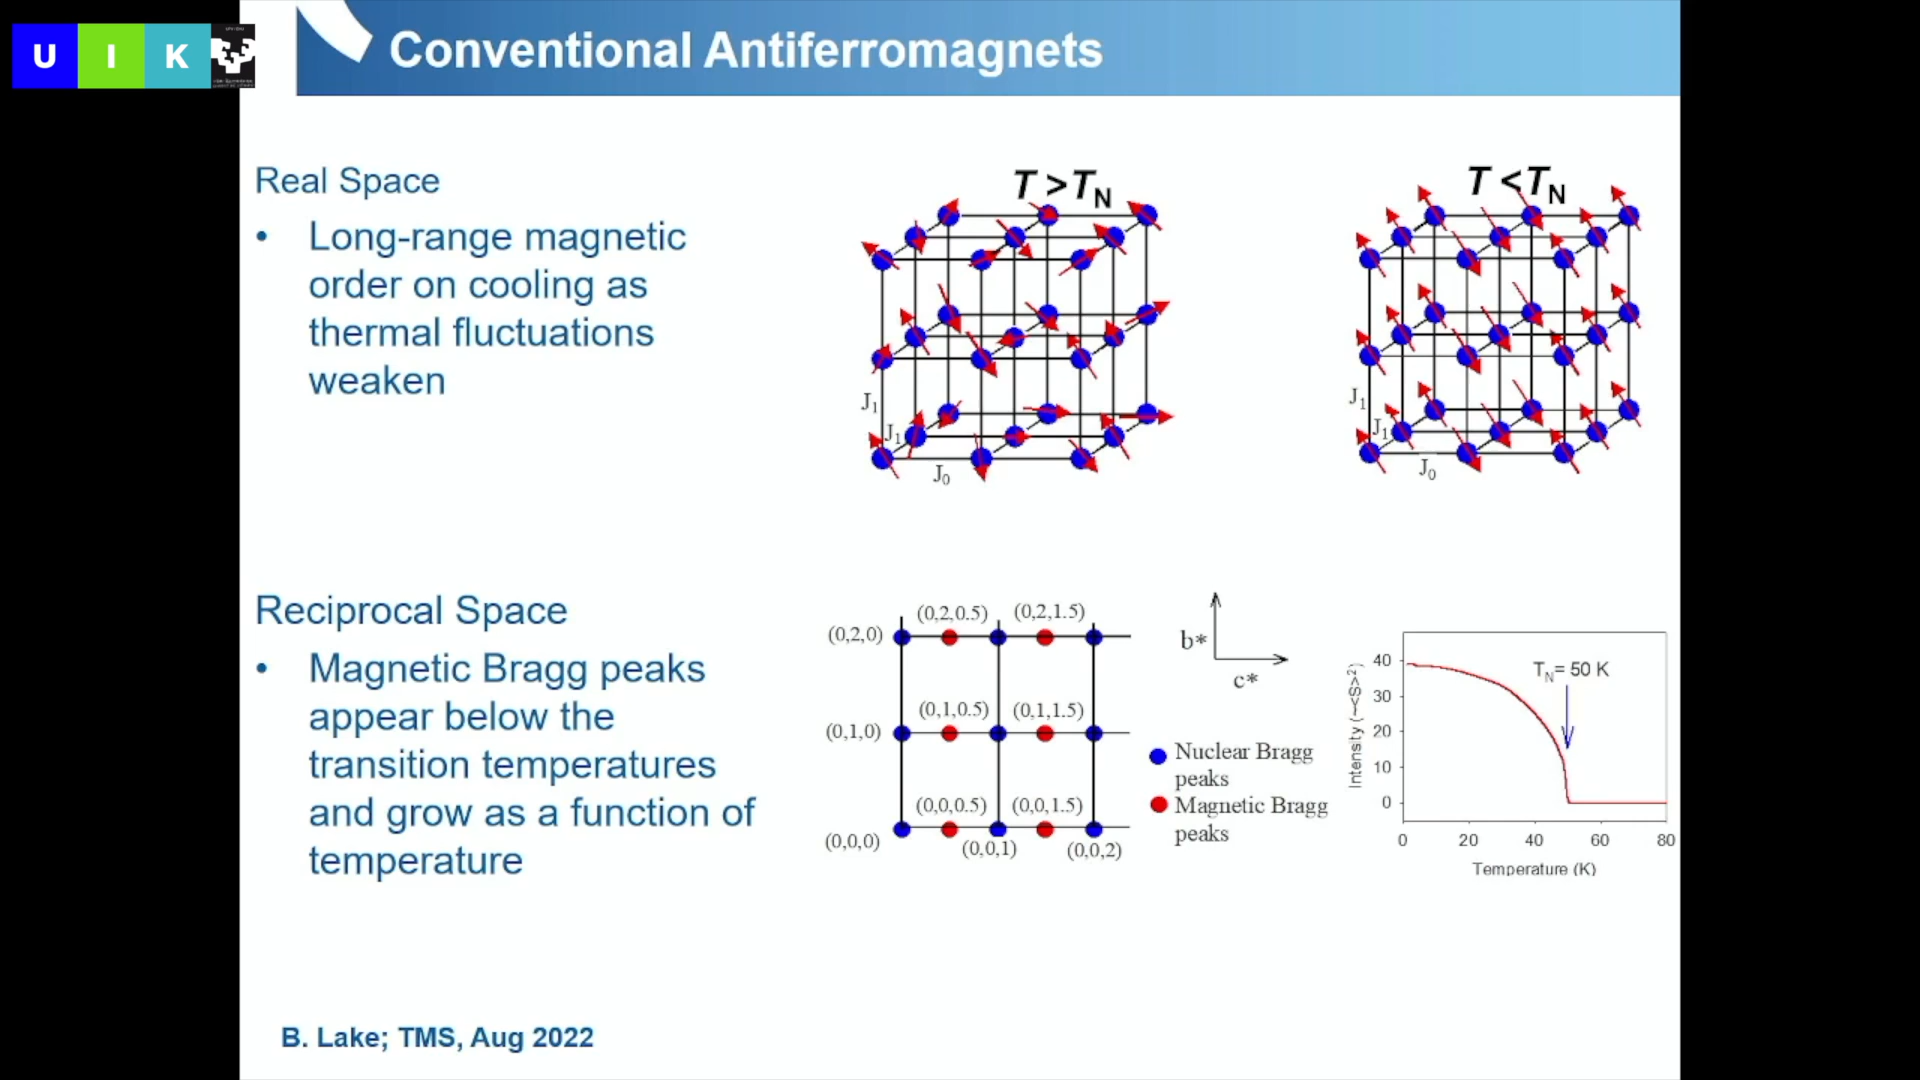 U I K
Conventional Antiferromagnets
Real Space
• Long-range magnetic
order on cooling as
thermal fluctuations
weaken
T >T_N
J₁
J₁
J₀
T <T_N
J₁
J₁
J₀
Reciprocal Space
• Magnetic Bragg peaks
appear below the
transition temperatures
and grow as a function of
temperature
(0,2,0.5) (0,2,1.5)
(0,2,0)
(0,1,0.5) (0,1,1.5)
(0,1,0)
(0,0,0.5) (0,0,1.5)
(0,0,0)
(0,0,1) (0,0,2)
b*
c*
Nuclear Bragg
peaks
Magnetic Bragg
peaks
Intensity (~<S>²)
40
30
20
10
0
T_N= 50 K
0 20 40 60 80
Temperature (K)
B. Lake; TMS, Aug 2022